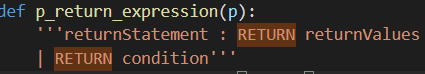 def p_return_expression(p):
'''returnStatement : RETURN returnValues
| RETURN condition'''